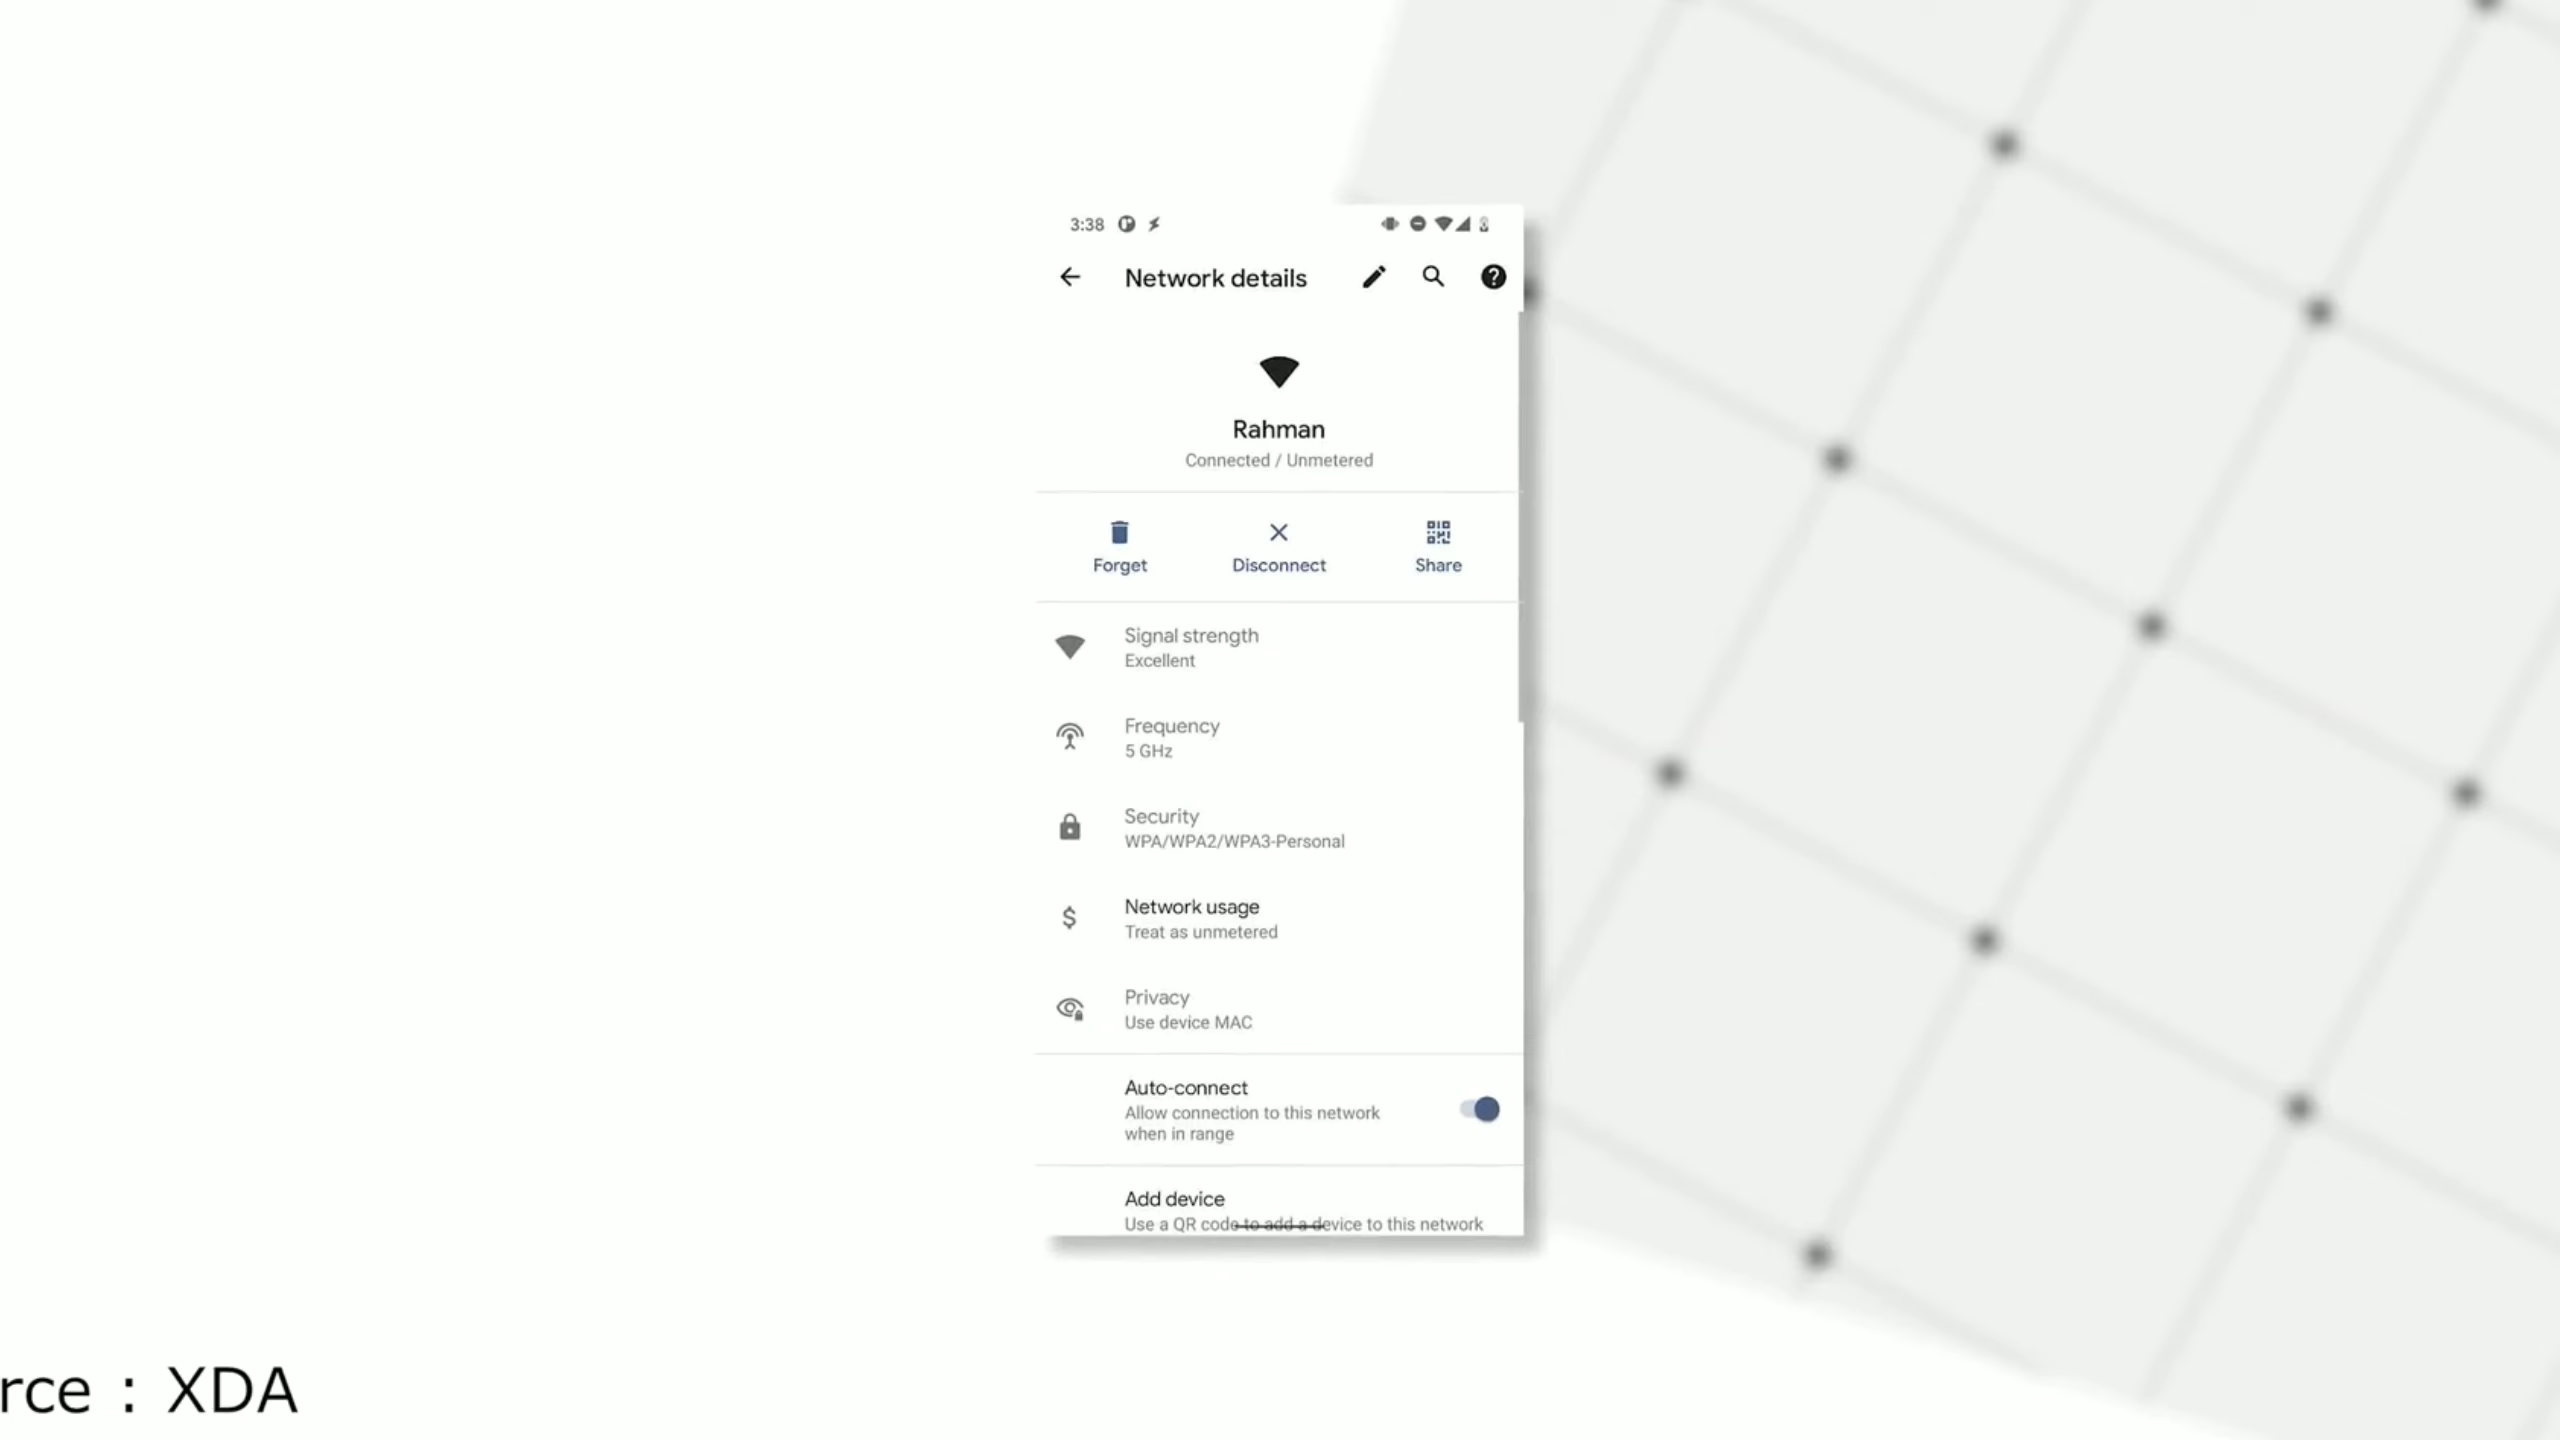 3:38
Network details
Rahman
Connected / Unmetered
Forget
Disconnect
Share
Signal strength
Excellent
Frequency
5 GHz
Security
WPA/WPA2/WPA3-Personal
Network usage
Treat as unmetered
Privacy
Use device MAC
Auto-connect
Allow connection to this network
when in range
Add device
Use a QR code to add a device to this network
rce : XDA